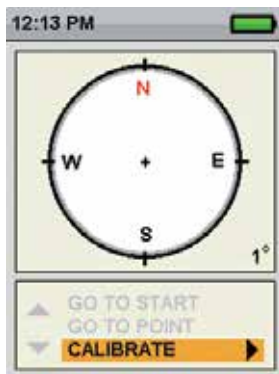 12:13 PM
N
W E
S
1°
GO TO START
GO TO POINT
CALIBRATE